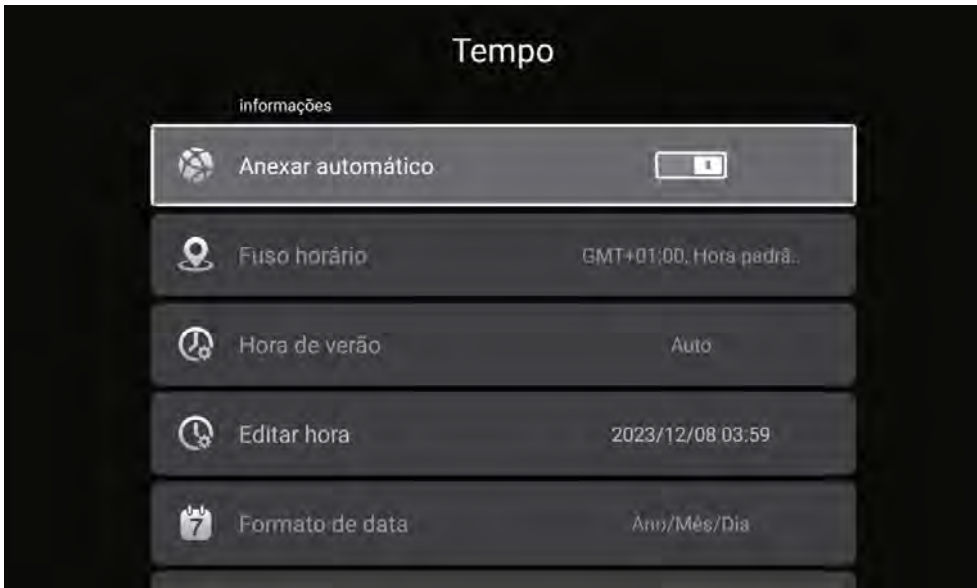 Tempo
informações
Anexar automático
Fuso horário GMT+01:00, Hora padrã..
Hora de verão Auto
Editar hora 2023/12/08 03:59
7 Formato de data Ano/Mês/Dia